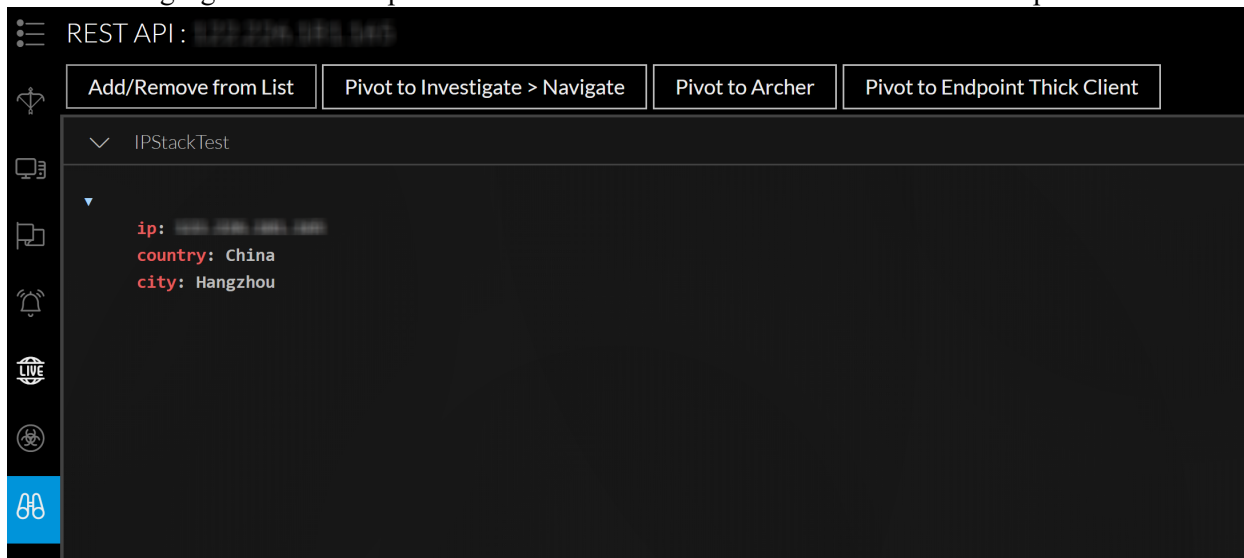 REST API :
Add/Remove from List
Pivot to Investigate > Navigate
Pivot to Archer
Pivot to Endpoint Thick Client
IPStackTest
ip:
country: China
city: Hangzhou
LIVE